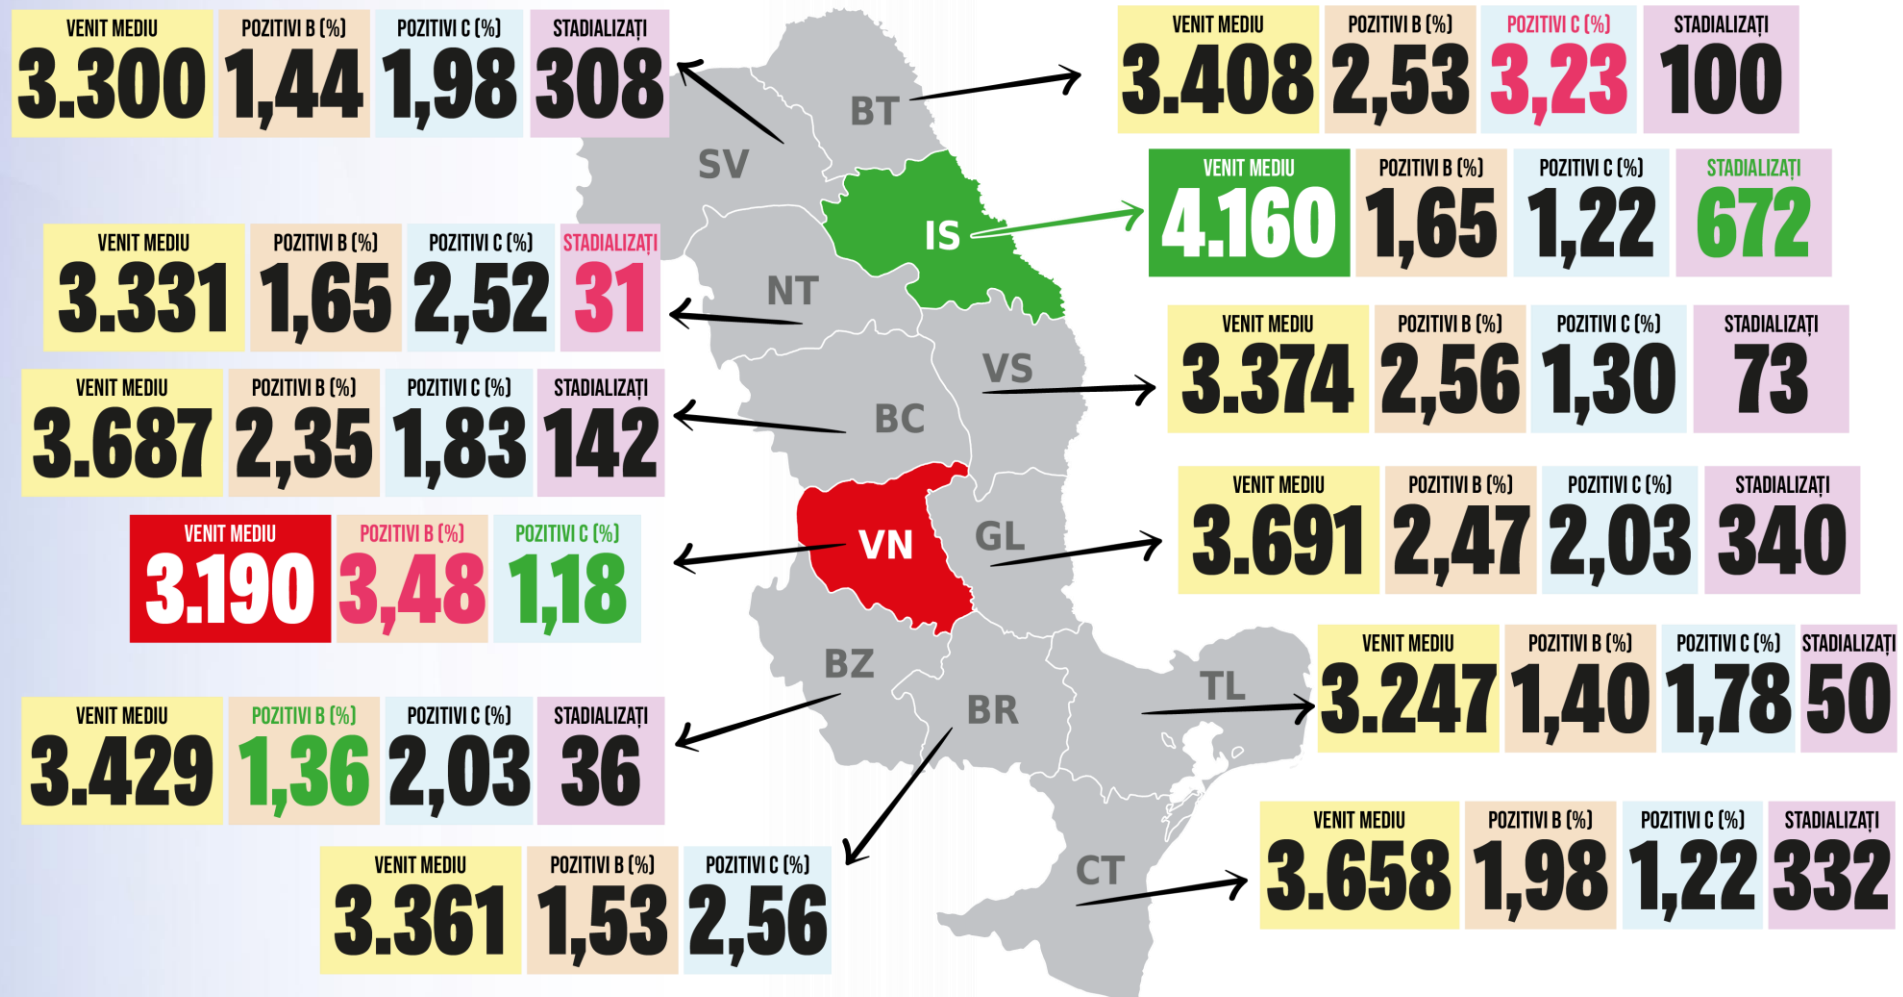 VENIT MEDIU POZITIVI B (%) POZITIVI C (%) STADIALIZAȚI
3.300 1,44 1,98 308
VENIT MEDIU POZITIVI B (%) POZITIVI C (%) STADIALIZAȚI
3.408 2,53 3,23 100
BT
SV
VENIT MEDIU POZITIVI B (%) POZITIVI C (%) STADIALIZAȚI
4.160 1,65 1,22 672
IS
VENIT MEDIU POZITIVI B (%) POZITIVI C (%) STADIALIZAȚI
3.331 1,65 2,52 31
NT
VENIT MEDIU POZITIVI B (%) POZITIVI C (%) STADIALIZAȚI
3.374 2,56 1,30 73
VS
VENIT MEDIU POZITIVI B (%) POZITIVI C (%) STADIALIZAȚI
3.687 2,35 1,83 142
BC
VENIT MEDIU POZITIVI B (%) POZITIVI C (%) STADIALIZAȚI
3.691 2,47 2,03 340
GL
VENIT MEDIU POZITIVI B (%) POZITIVI C (%)
3.190 3,48 1,18
VN
VENIT MEDIU POZITIVI B (%) POZITIVI C (%) STADIALIZAȚI
3.247 1,40 1,78 50
TL
BZ
BR
VENIT MEDIU POZITIVI B (%) POZITIVI C (%) STADIALIZAȚI
3.429 1,36 2,03 36
VENIT MEDIU POZITIVI B (%) POZITIVI C (%) STADIALIZAȚI
3.658 1,98 1,22 332
CT
VENIT MEDIU POZITIVI B (%) POZITIVI C (%)
3.361 1,53 2,56